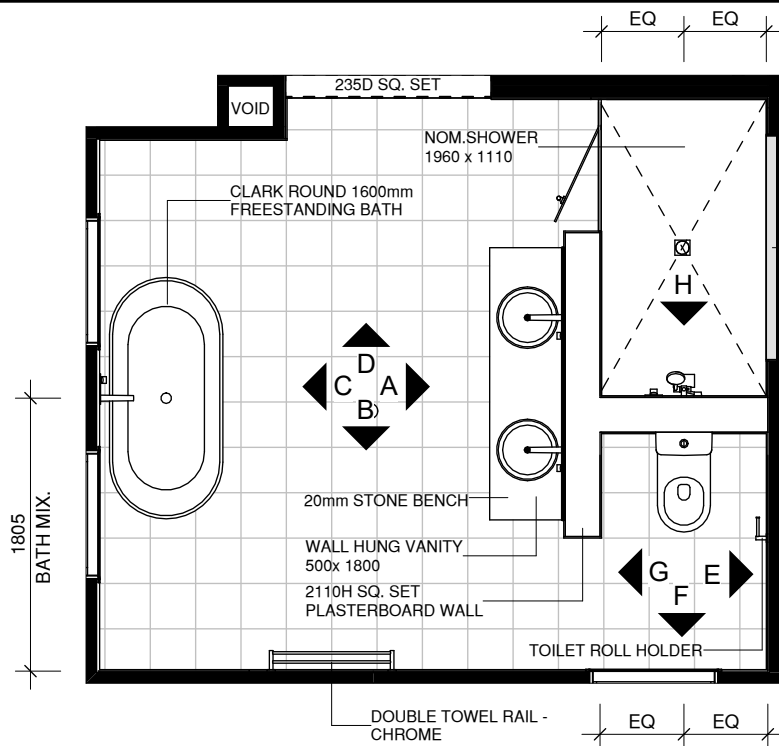 EQ
EQ
235D SQ. SET
VOID
NOM.SHOWER
1960 x 1110
CLARK ROUND 1600mm
FREESTANDING BATH
H
D
C
A
B
1805
BATH MIX.
20mm STONE BENCH
WALL HUNG VANITY
500x 1800
2110H SQ. SET
PLASTERBOARD WALL
G
E
F
TOILET ROLL HOLDER
DOUBLE TOWEL RAIL -
CHROME
EQ
EQ